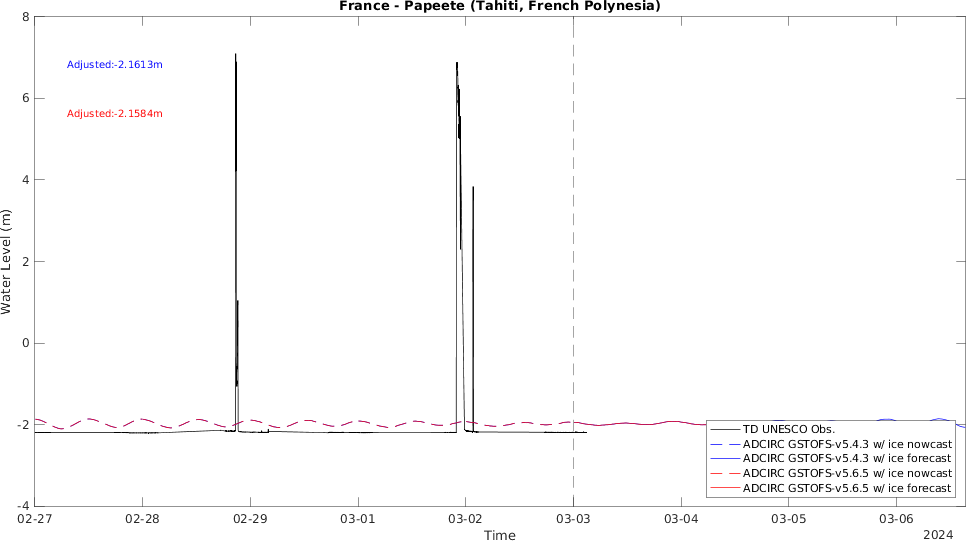 France - Papeete (Tahiti, French Polynesia)
8
Adjusted:-2.1613m
6
Adjusted:-2.1584m
4
Water Level (m)
2
0
-2
-4
TD UNESCO Obs.
ADCIRC GSTOFS-v5.4.3 w/ ice nowcast
ADCIRC GSTOFS-v5.4.3 w/ ice forecast
ADCIRC GSTOFS-v5.6.5 w/ ice nowcast
ADCIRC GSTOFS-v5.6.5 w/ ice forecast
02-27 02-28 02-29 03-01 03-02 03-03 03-04 03-05 03-06
Time
2024